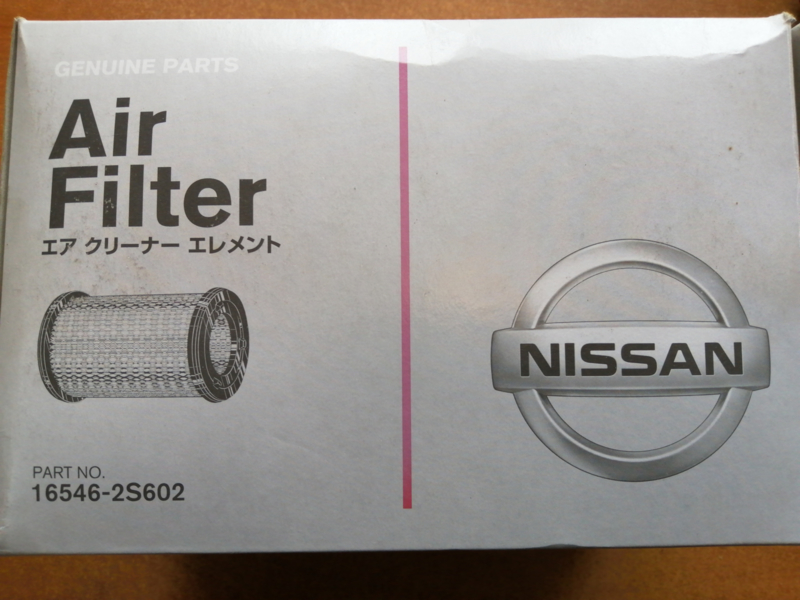 GENUINE PARTS
Air
Filter
エア クリーナー エレメント
NISSAN
PART NO.
16546-2S602